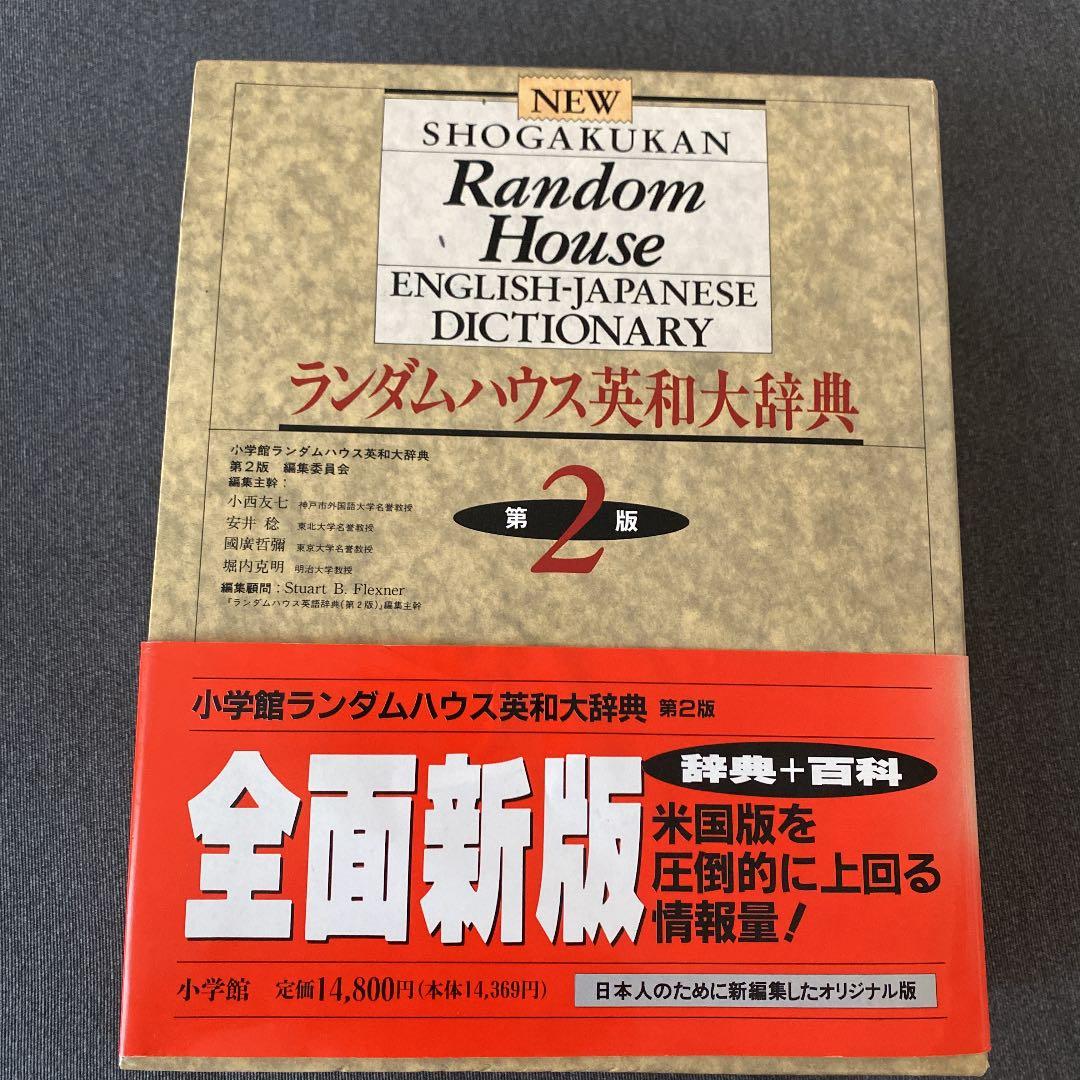 NEW
SHOGAKUKAN
Random
House
ENGLISH-JAPANESE
DICTIONARY
ランダムハウス英和大辞典
小学館ランダムハウス英和大辞典
第2版 編集委員会
編集主幹:
小西友七 神戸市外国語大学名誉教授
安井 稔 東北大学名誉教授
國廣哲彌 東京大学名誉教授
堀内克明 明治大学教授
編集顧問:Stuart B. Flexner
『ランダムハウス英語辞典(第2版)』編集主幹
第2版
小学館ランダムハウス英和大辞典 第2版
全面新版
辞典+百科
米国版を
圧倒的に上回る
情報量!
小学館 定価14,800円(本体14,369円)
日本人のために新編集したオリジナル版